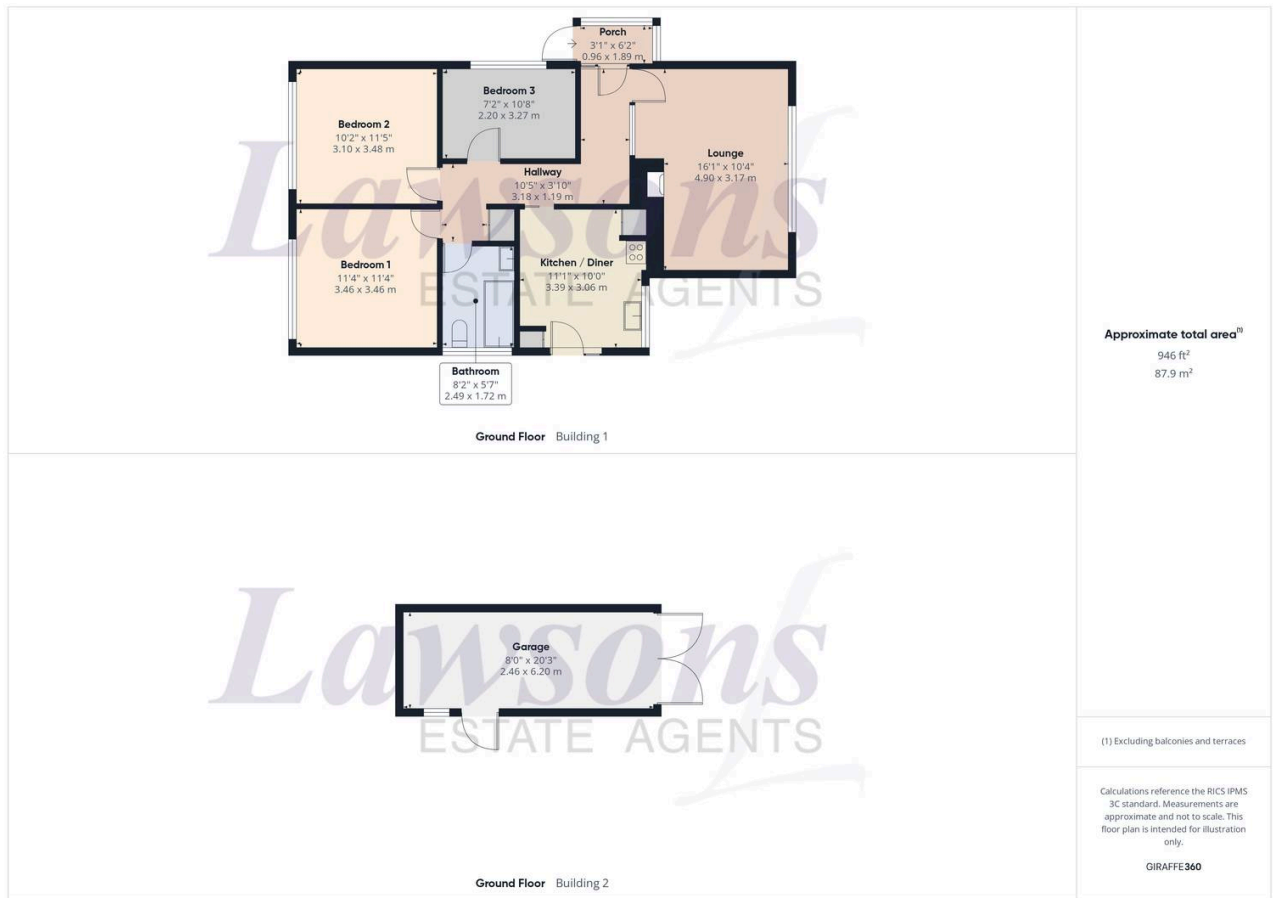 Porch
3'1" x 6'2"
0.96 x 1.89 m
Bedroom 3
7'2" x 10'8"
2.20 x 3.27 m
Bedroom 2
10'2" x 11'5"
3.10 x 3.48 m
Lounge
16'1" x 10'4"
4.90 x 3.17 m
Hallway
10'5" x 3'10"
3.18 x 1.19 m
Lawsons
ESTATE AGENTS
Bedroom 1
11'4" x 11'4"
3.46 x 3.46 m
Kitchen / Diner
11'1" x 10'0"
3.39 x 3.06 m
Bathroom
8'2" x 5'7"
2.49 x 1.72 m
Ground Floor Building 1
Approximate total area(1)
946 ft²
87.9 m²
Lawsons
ESTATE AGENTS
Garage
8'0" x 20'3"
2.46 x 6.20 m
Ground Floor Building 2
(1) Excluding balconies and terraces
Calculations reference the RICS IPMS
3C standard. Measurements are
approximate and not to scale. This
floor plan is intended for illustration
only.
GIRAFFE360